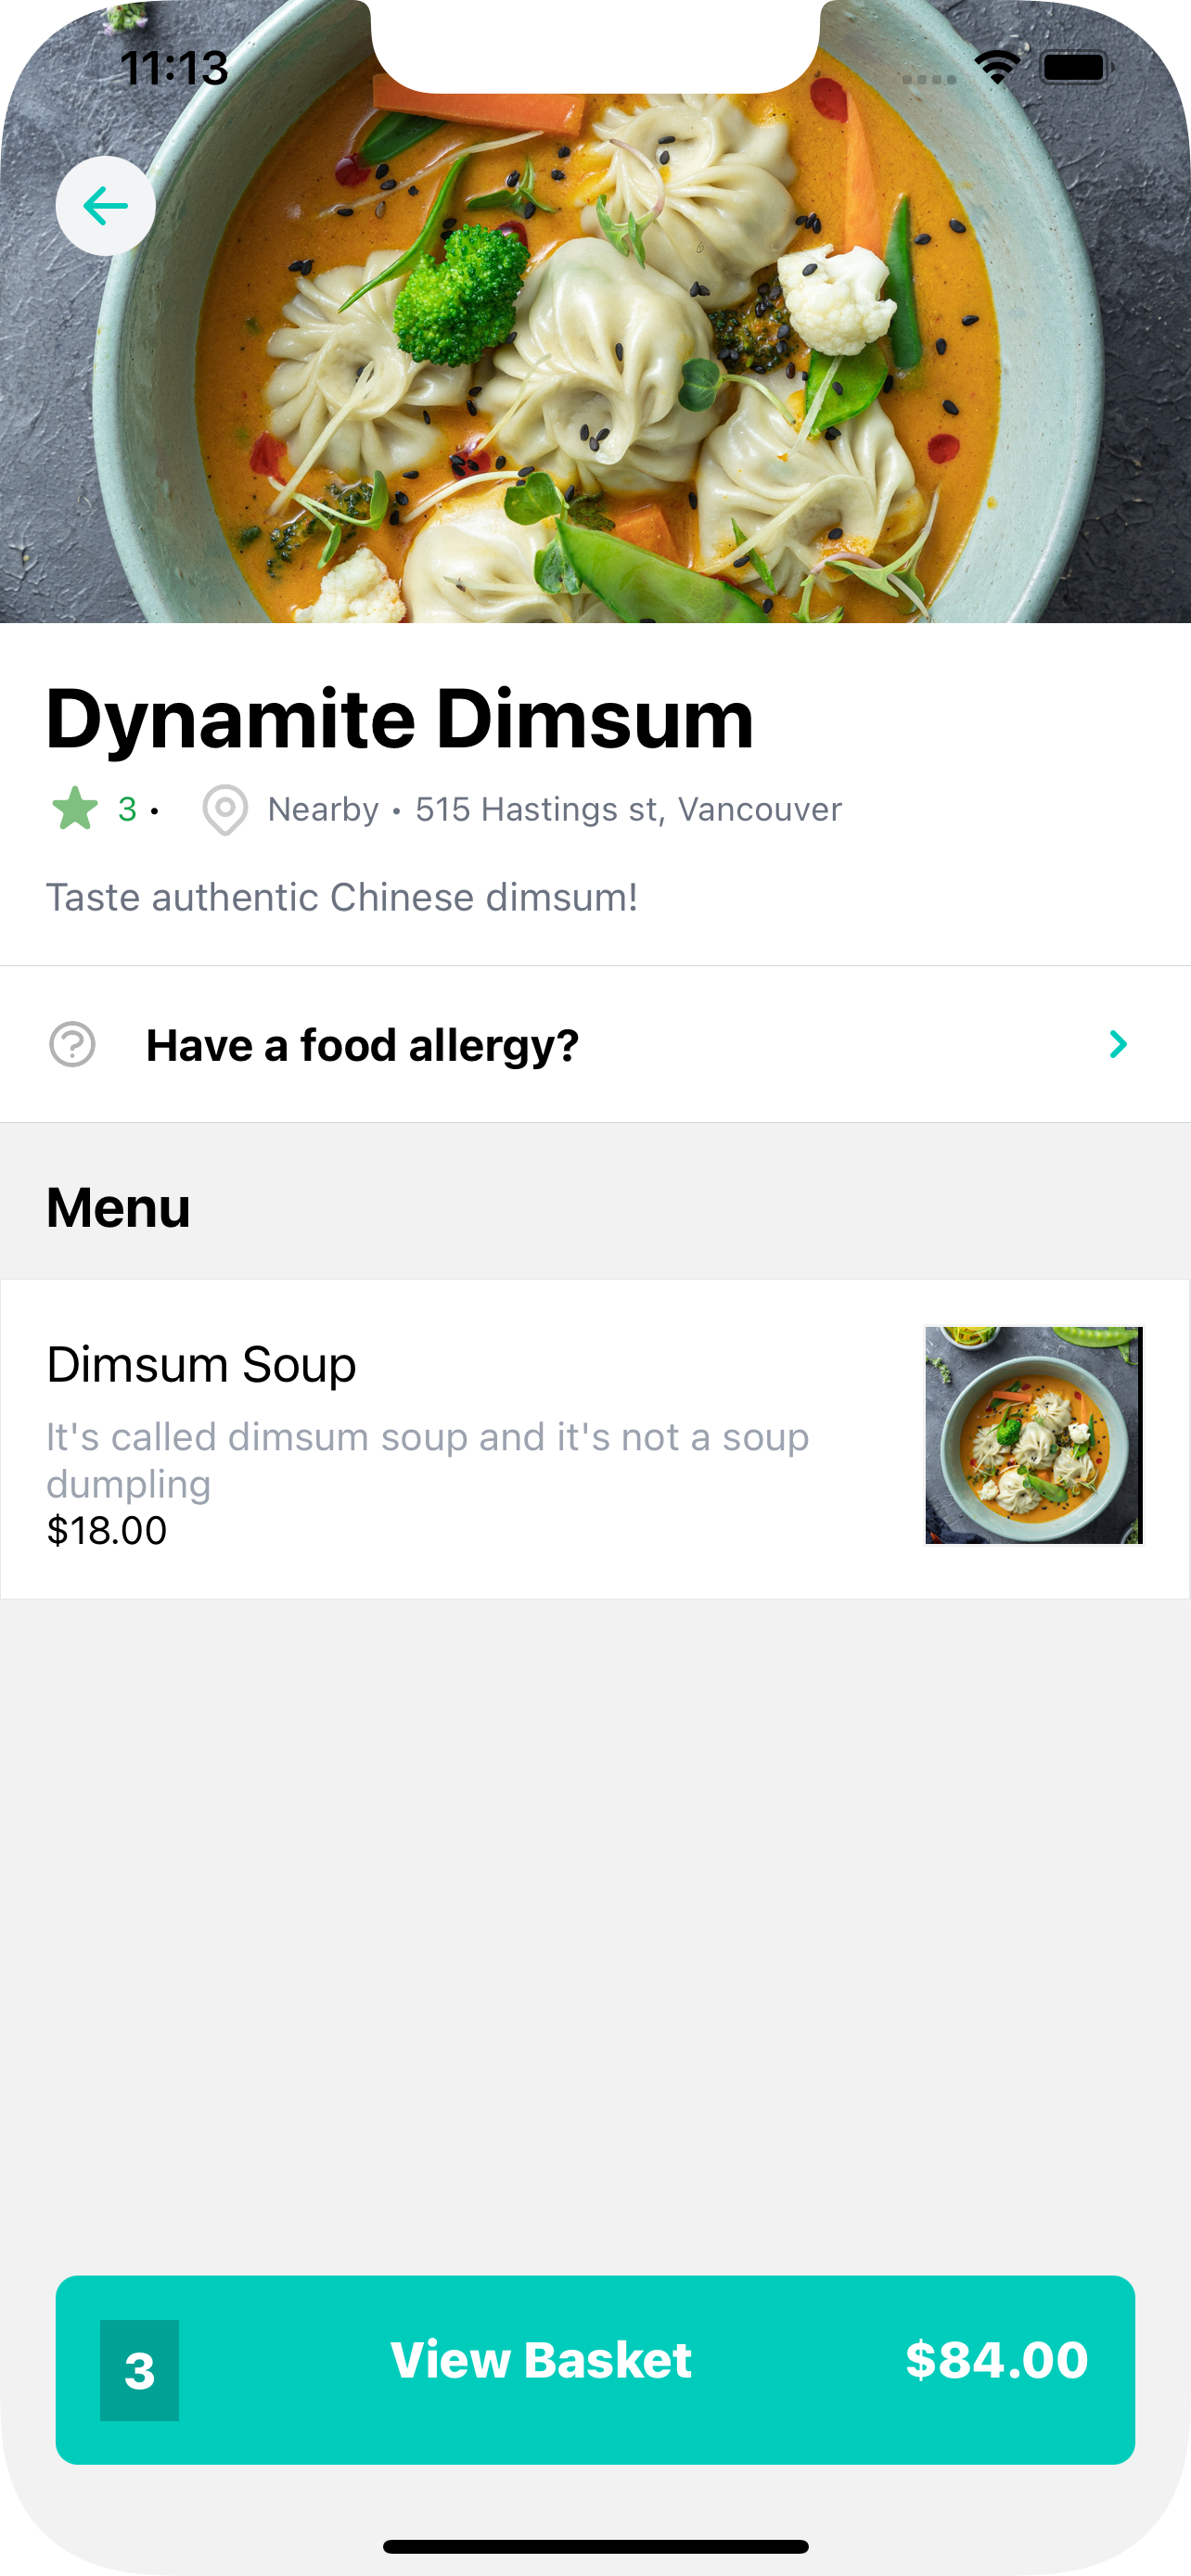 11:13
Dynamite Dimsum
3 • Nearby • 515 Hastings st, Vancouver
Taste authentic Chinese dimsum!
Have a food allergy?
Menu
Dimsum Soup
It's called dimsum soup and it's not a soup
dumpling
$18.00
3 View Basket $84.00